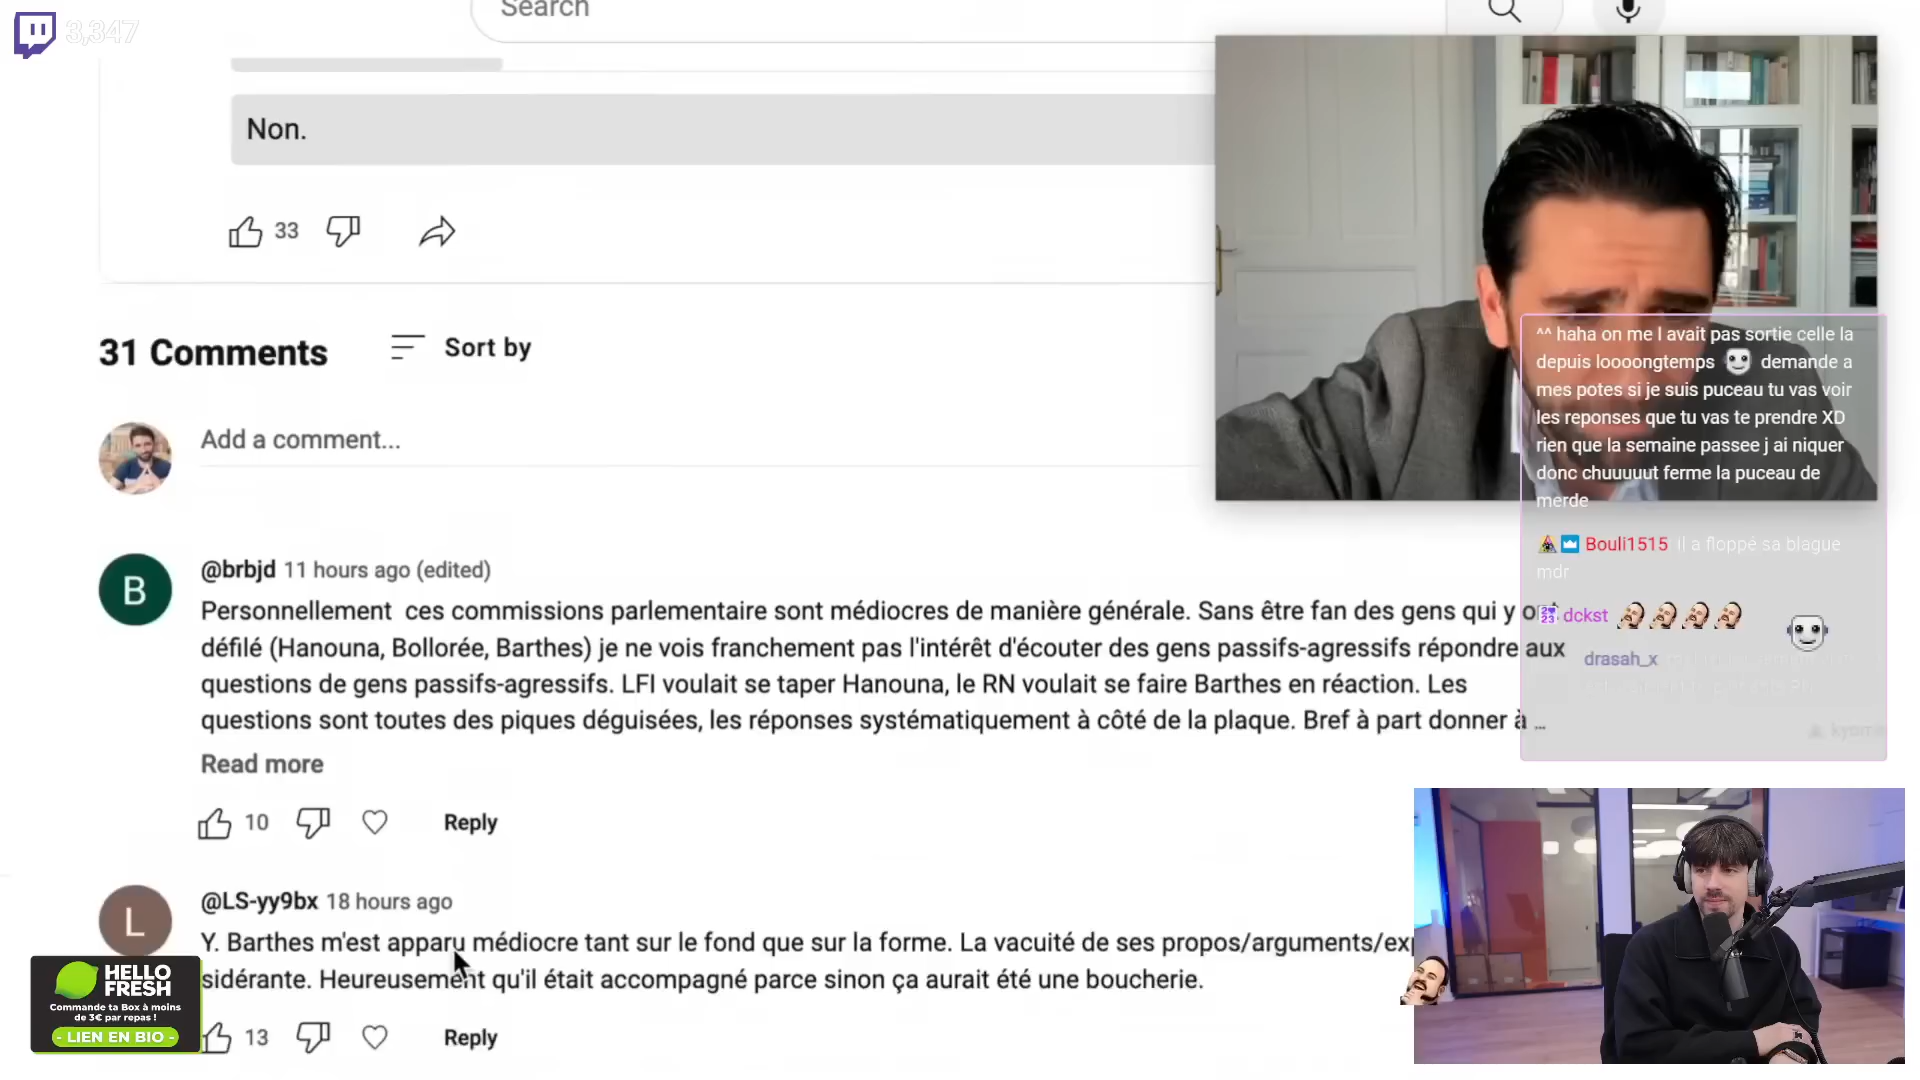 3,347
Search
Non.
33
31 Comments
Sort by
Add a comment...
B
@brbjd 11 hours ago (edited)
Personnellement ces commissions parlementaire sont médiocres de manière générale. Sans être fan des gens qui y
défilé (Hanouna, Bollorée, Barthes) je ne vois franchement pas l'intérêt d'écouter des gens passifs-agressifs répondre aux
questions de gens passifs-agressifs. LFI voulait se taper Hanouna, le RN voulait se faire Barthes en réaction. Les
questions sont toutes des piques déguisées, les réponses systématiquement à côté de la plaque. Bref à part donner à ...
Read more
10
Reply
L
@LS-yy9bx 18 hours ago
Y. Barthes m'est apparu médiocre tant sur le fond que sur la forme. La vacuité de ses propos/arguments/
sidérante. Heureusement qu'il était accompagné parce sinon ça aurait été une boucherie.
13
Reply
^^ haha on me l avait pas sortie celle la
depuis loooongtemps demande a
mes potes si je suis puceau tu vas voir
les reponses que tu vas te prendre XD
rien que la semaine passee j ai niquer
donc chuuuuut ferme la puceau de
merde
Bouli1515 il a floppé sa blague
mdr
dckst
drasah_x
HELLO
FRESH
Commande ta Box à moins
de 3€ par repas !
- LIEN EN BIO -